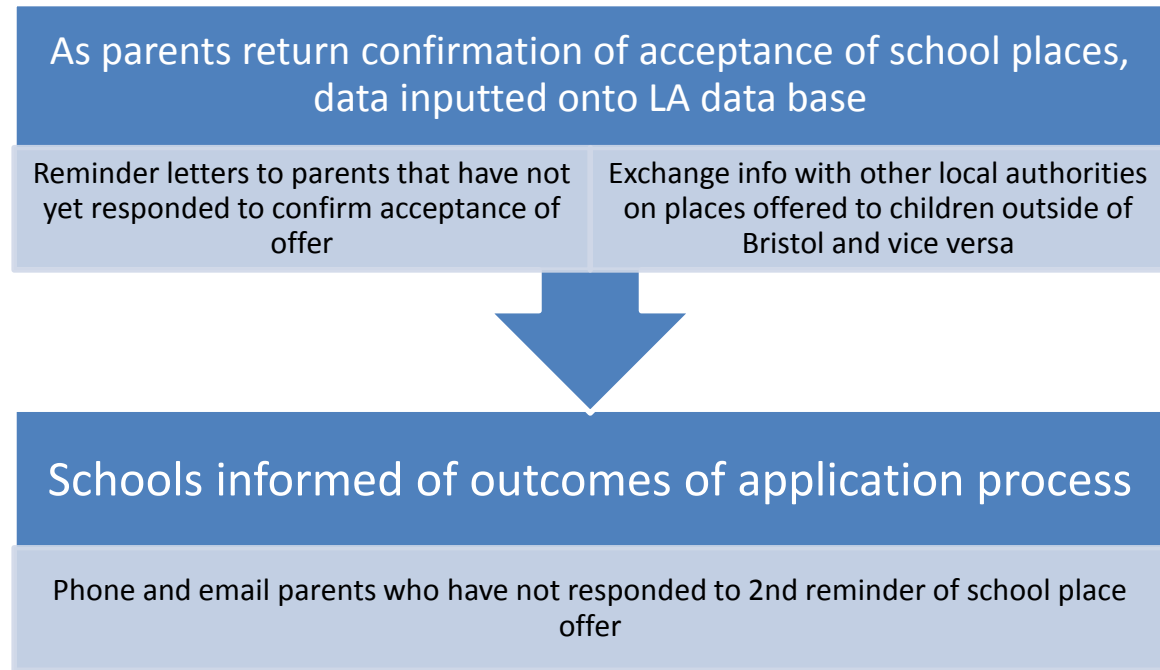 As parents return confirmation of acceptance of school places,
data inputted onto LA data base
Reminder letters to parents that have not
yet responded to confirm acceptance of
offer
Exchange info with other local authorities
on places offered to children outside of
Bristol and vice versa
Schools informed of outcomes of application process
Phone and email parents who have not responded to 2nd reminder of school place
offer